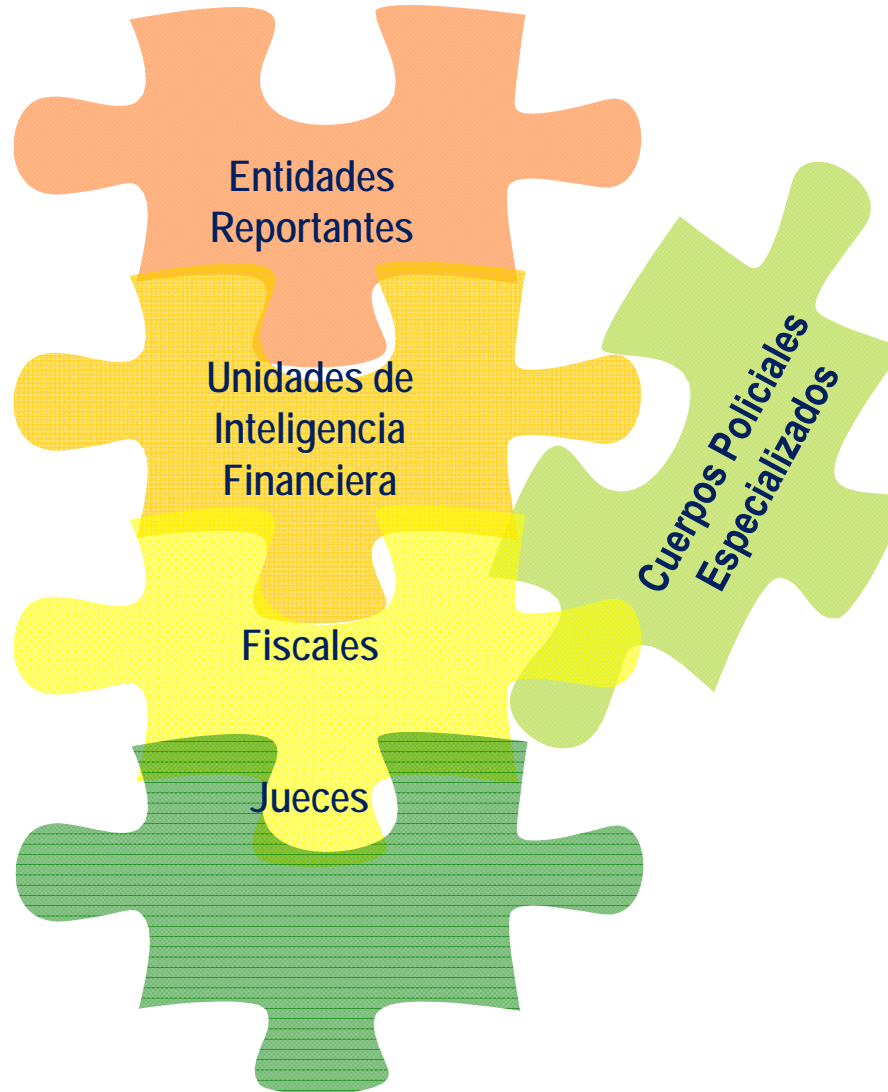 Entidades
Reportantes
Unidades de
Inteligencia
Financiera
Cuerpos Policiales
Especializados
Fiscales
Jueces